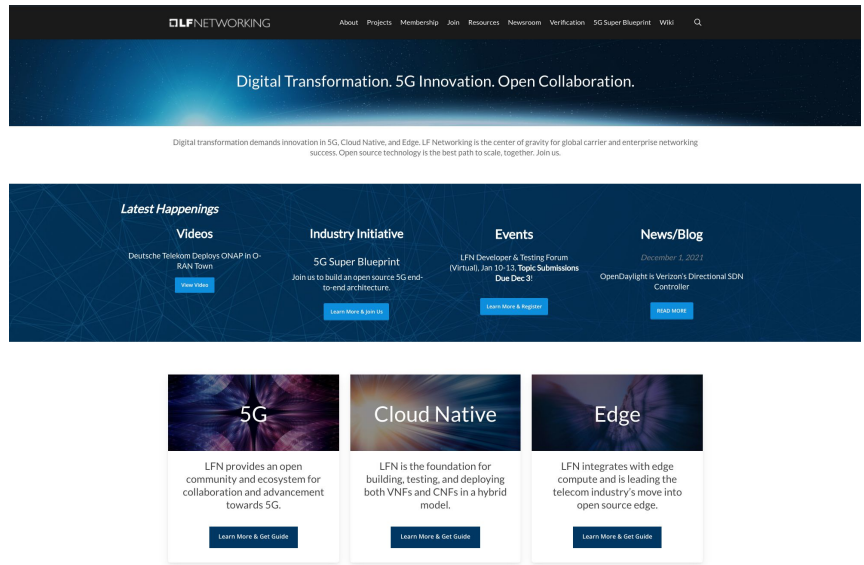 LFNETWORKING
About Projects Membership Join Resources Newsroom Verification 5G Super Blueprint Wiki
Digital Transformation. 5G Innovation. Open Collaboration.
Digital transformation demands innovation in 5G, Cloud Native, and Edge. LF Networking is the center of gravity for global carrier and enterprise networking
success. Open source technology is the best path to scale, together. Join us.
Latest Happenings
Videos
Deutsche Telekom Deploys ONAP in O-
RAN Town
View Video
Industry Initiative
5G Super Blueprint
Join us to build an open source 5G end-
to-end architecture.
Learn More & Join Us
Events
LFN Developer & Testing Forum
(Virtual), Jan 10-13, Topic Submissions
Due Dec 3!
Learn More & Register
News/Blog
December 1, 2021
OpenDaylight is Verizon's Directional SDN
Controller
READ MORE
5G
LFN provides an open
community and ecosystem for
collaboration and advancement
towards 5G.
Learn More & Get Guide
Cloud Native
LFN is the foundation for
building, testing, and deploying
both VNFs and CNFs in a hybrid
model.
Learn More & Get Guide
Edge
LFN integrates with edge
compute and is leading the
telecom industry's move into
open source edge.
Learn More & Get Guide